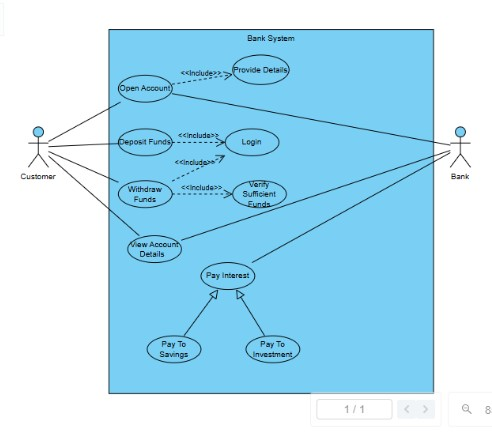 Bank System
<<Include>>
Provide Details
Open Account
Deposit Funds
<<Include>>
Login
<<Include>>
Customer
Bank
Withdraw
Funds
<<Include>>
Verify
Sufficient
Funds
View Account
Details
Pay Interest
Pay To
Savings
Pay To
Investment
1 / 1
8